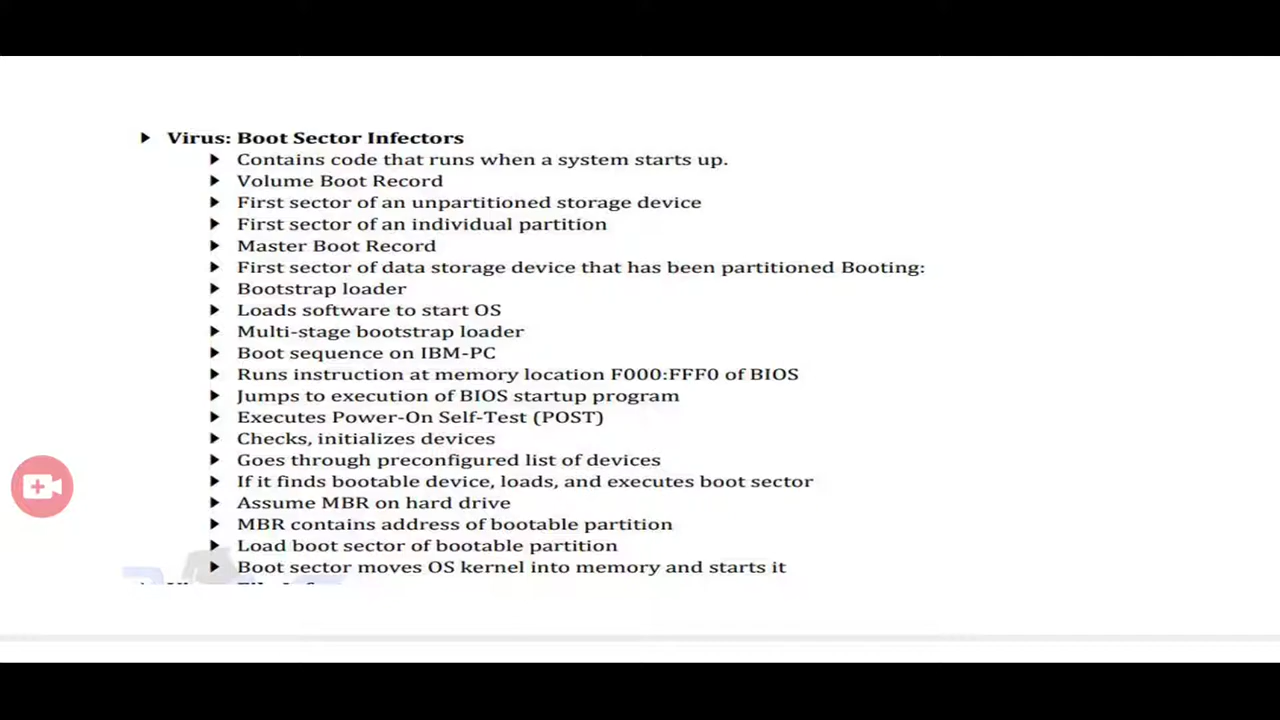 Virus: Boot Sector Infectors
Contains code that runs when a system starts up.
Volume Boot Record
First sector of an unpartitioned storage device
First sector of an individual partition
Master Boot Record
First sector of data storage device that has been partitioned Booting:
Bootstrap loader
Loads software to start OS
Multi-stage bootstrap loader
Boot sequence on IBM-PC
Runs instruction at memory location F000:FFF0 of BIOS
Jumps to execution of BIOS startup program
Executes Power-On Self-Test (POST)
Checks, initializes devices
Goes through preconfigured list of devices
If it finds bootable device, loads, and executes boot sector
Assume MBR on hard drive
MBR contains address of bootable partition
Load boot sector of bootable partition
Boot sector moves OS kernel into memory and starts it